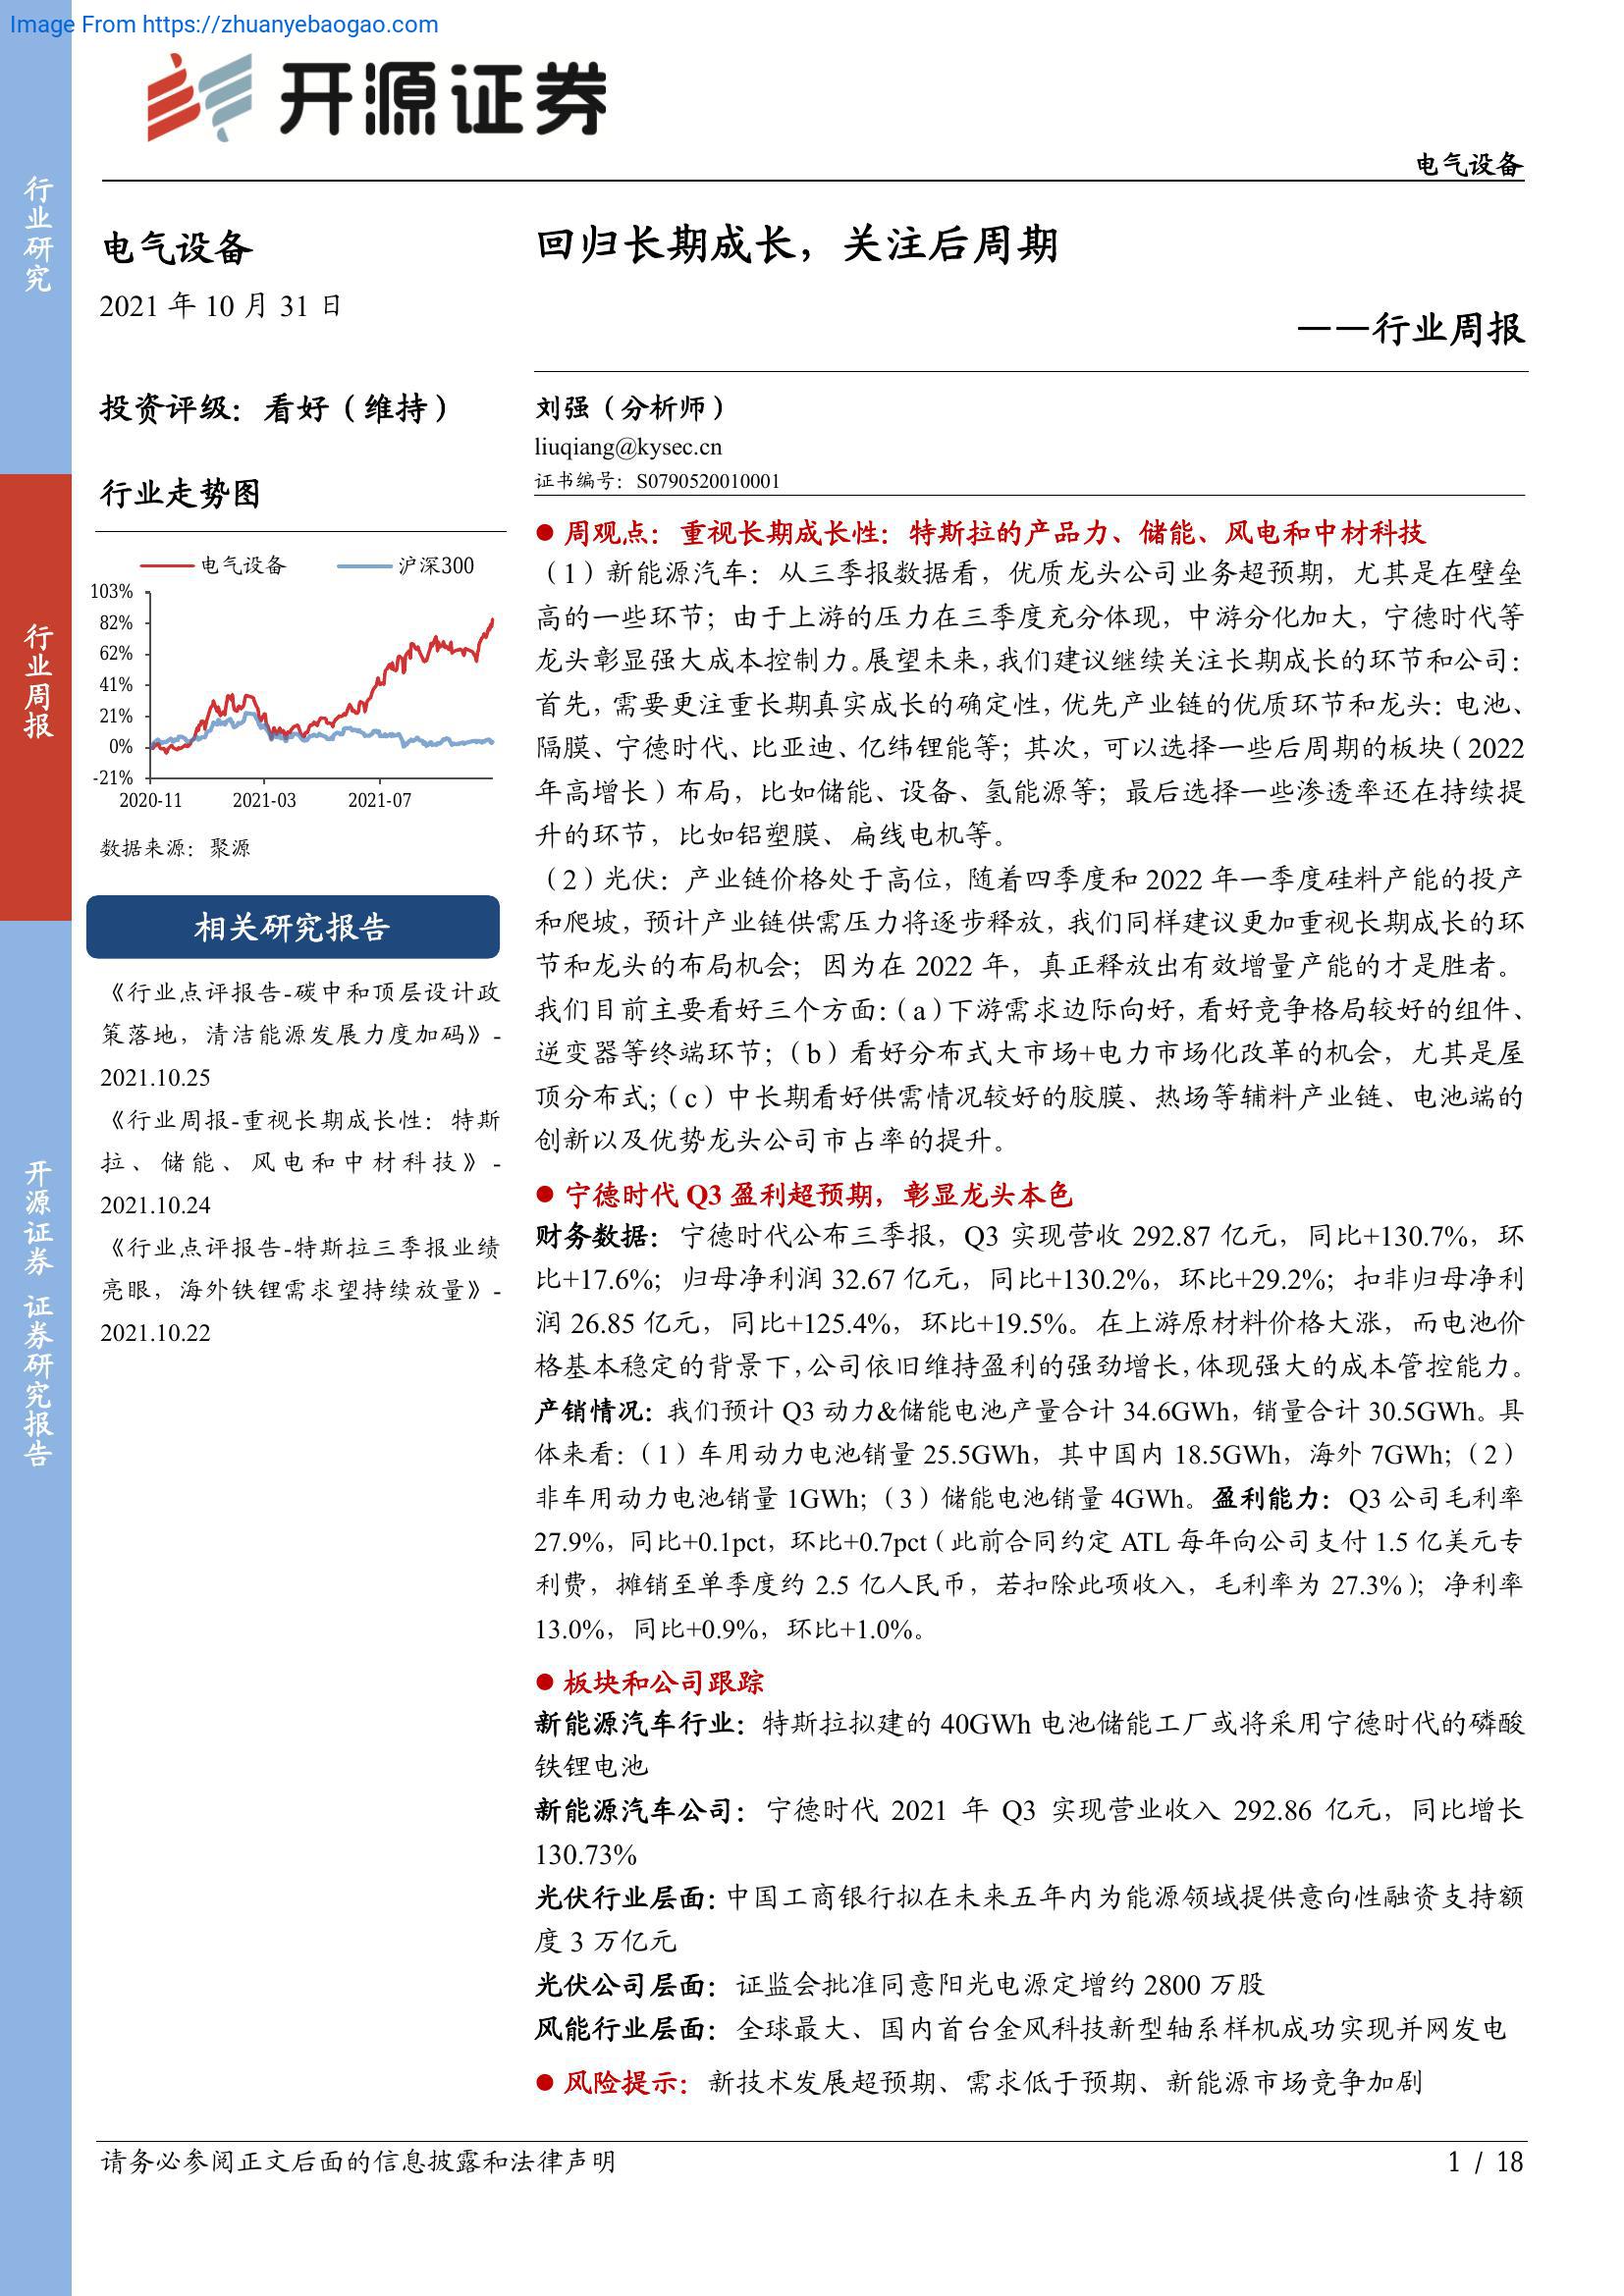 Image From https://zhuanyebaogao.com
开源证券
电气设备
行业研究
行业周报
开源证券 证券研究报告
电气设备
2021 年 10 月 31 日
投资评级：看好（维持）
行业走势图
电气设备 沪深300
103%
82%
62%
41%
21%
0%
-21%
2020-11 2021-03 2021-07
数据来源：聚源
相关研究报告
《行业点评报告-碳中和顶层设计政
策落地，清洁能源发展力度加码》-
2021.10.25
《行业周报-重视长期成长性：特斯
拉、储能、风电和中材科技》-
2021.10.24
《行业点评报告-特斯拉三季报业绩
亮眼，海外铁锂需求望持续放量》-
2021.10.22
回归长期成长，关注后周期
——行业周报
刘强（分析师）
liuqiang@kysec.cn
证书编号：S0790520010001
● 周观点：重视长期成长性：特斯拉的产品力、储能、风电和中材科技
（1）新能源汽车：从三季报数据看，优质龙头公司业务超预期，尤其是在壁垒
高的一些环节；由于上游的压力在三季度充分体现，中游分化加大，宁德时代等
龙头彰显强大成本控制力。展望未来，我们建议继续关注长期成长的环节和公司：
首先，需要更注重长期真实成长的确定性，优先产业链的优质环节和龙头：电池、
隔膜、宁德时代、比亚迪、亿纬锂能等；其次，可以选择一些后周期的板块（2022
年高增长）布局，比如储能、设备、氢能源等；最后选择一些渗透率还在持续提
升的环节，比如铝塑膜、扁线电机等。
（2）光伏：产业链价格处于高位，随着四季度和 2022 年一季度硅料产能的投产
和爬坡，预计产业链供需压力将逐步释放，我们同样建议更加重视长期成长的环
节和龙头的布局机会；因为在 2022 年，真正释放出有效增量产能的才是胜者。
我们目前主要看好三个方面：（a）下游需求边际向好，看好竞争格局较好的组件、
逆变器等终端环节；（b）看好分布式大市场+电力市场化改革的机会，尤其是屋
顶分布式；（c）中长期看好供需情况较好的胶膜、热场等辅料产业链、电池端的
创新以及优势龙头公司市占率的提升。
● 宁德时代 Q3 盈利超预期，彰显龙头本色
财务数据：宁德时代公布三季报，Q3 实现营收 292.87 亿元，同比+130.7%，环
比+17.6%；归母净利润 32.67 亿元，同比+130.2%，环比+29.2%；扣非归母净利
润 26.85 亿元，同比+125.4%，环比+19.5%。在上游原材料价格大涨，而电池价
格基本稳定的背景下，公司依旧维持盈利的强劲增长，体现强大的成本管控能力。
产销情况：我们预计 Q3 动力&储能电池产量合计 34.6GWh，销量合计 30.5GWh。具
体来看：（1）车用动力电池销量 25.5GWh，其中国内 18.5GWh，海外 7GWh；（2）
非车用动力电池销量 1GWh；（3）储能电池销量 4GWh。盈利能力：Q3 公司毛利率
27.9%，同比+0.1pct，环比+0.7pct（此前合同约定 ATL 每年向公司支付 1.5 亿美元专
利费，摊销至单季度约 2.5 亿人民币，若扣除此项收入，毛利率为 27.3%）；净利率
13.0%，同比+0.9%，环比+1.0%。
● 板块和公司跟踪
新能源汽车行业：特斯拉拟建的 40GWh 电池储能工厂或将采用宁德时代的磷酸
铁锂电池
新能源汽车公司：宁德时代 2021 年 Q3 实现营业收入 292.86 亿元，同比增长
130.73%
光伏行业层面：中国工商银行拟在未来五年内为能源领域提供意向性融资支持额
度 3 万亿元
光伏公司层面：证监会批准同意阳光电源定增约 2800 万股
风能行业层面：全球最大、国内首台金风科技新型轴系样机成功实现并网发电
● 风险提示：新技术发展超预期、需求低于预期、新能源市场竞争加剧
请务必参阅正文后面的信息披露和法律声明
1 / 18